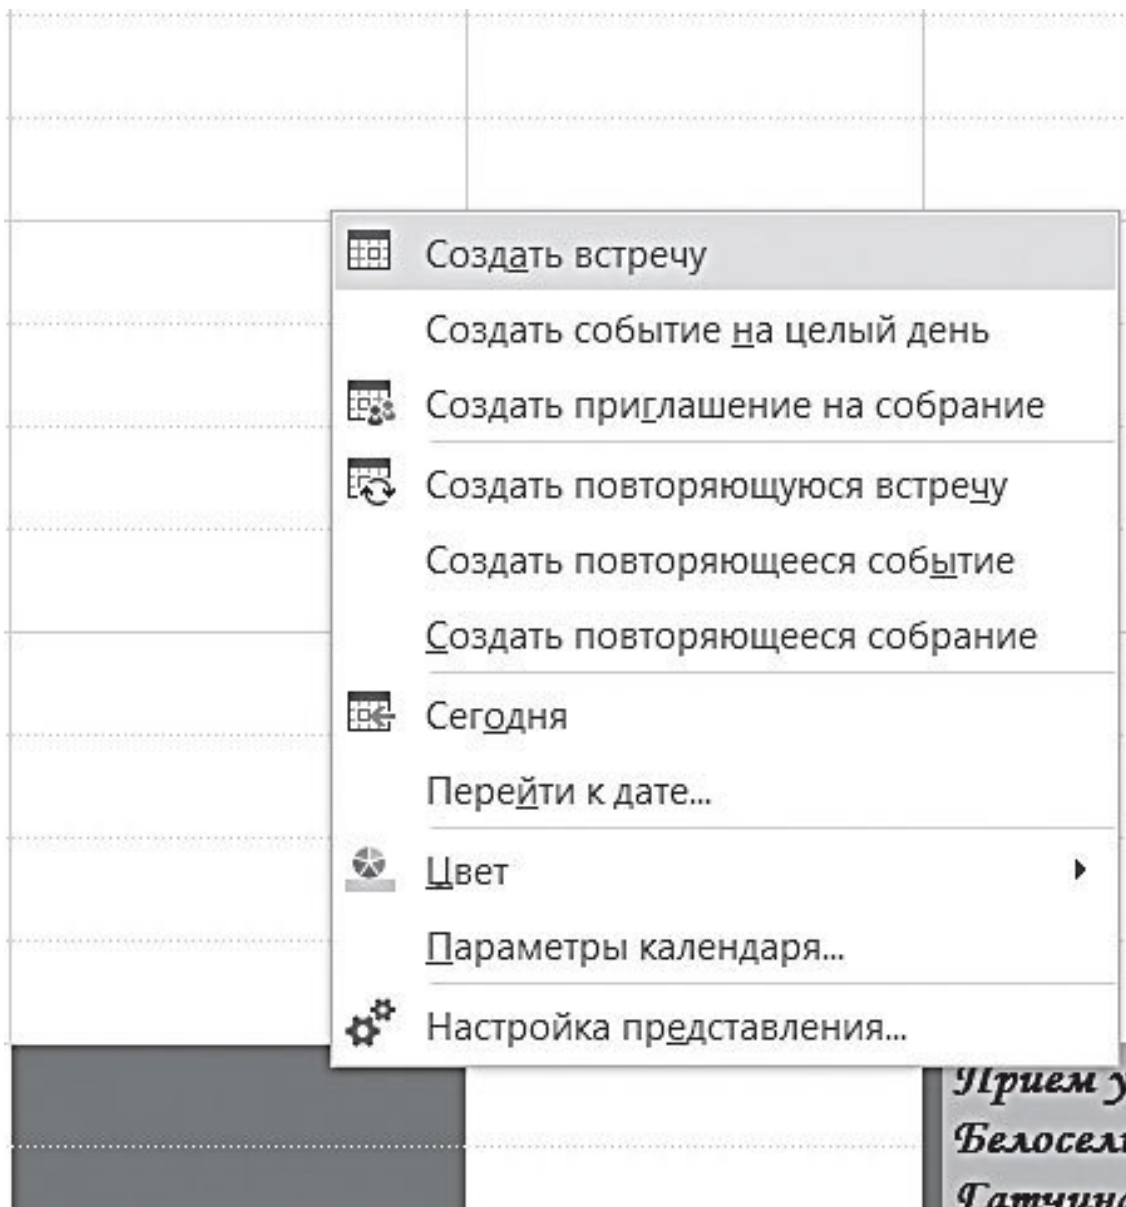 Создать встречу
Создать событие на целый день
Создать приглашение на собрание
Создать повторяющуюся встречу
Создать повторяющееся событие
Создать повторяющееся собрание
Сегодня
Перейти к дате...
Цвет
Параметры календаря...
Настройка представления...
Прием у